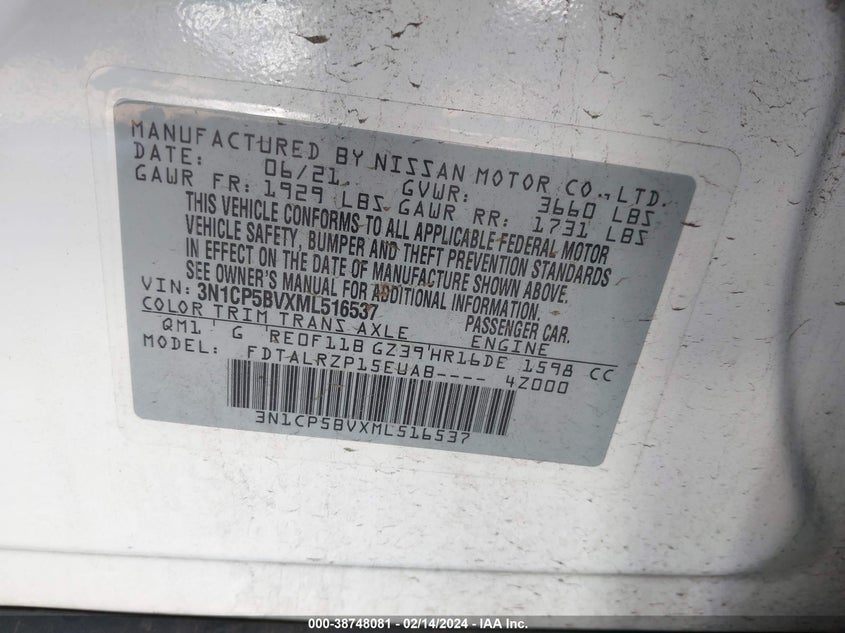 MANUFACTURED BY NISSAN MOTOR CO., LTD.
DATE: 06/21 GVWR: 3660 LBS
GAWR FR: 1929 LBS GAWR RR: 1731 LBS
THIS VEHICLE CONFORMS TO ALL APPLICABLE FEDERAL MOTOR
VEHICLE SAFETY, BUMPER AND THEFT PREVENTION STANDARDS
IN EFFECT ON THE DATE OF MANUFACTURE SHOWN ABOVE.
SEE OWNER'S MANUAL FOR ADDITIONAL INFORMATION.
VIN: 3N1CP5BVXML516537 PASSENGER CAR.
COLOR TRIM TRANS AXLE ENGINE
QM1' G 'RE0F11B GZ39'HR16DE 1598 CC
MODEL: FDTALRZP15EUAB---- 4Z000
3N1CP5BVXML516537
000-38748081 - 02/14/2024 - IAA Inc.